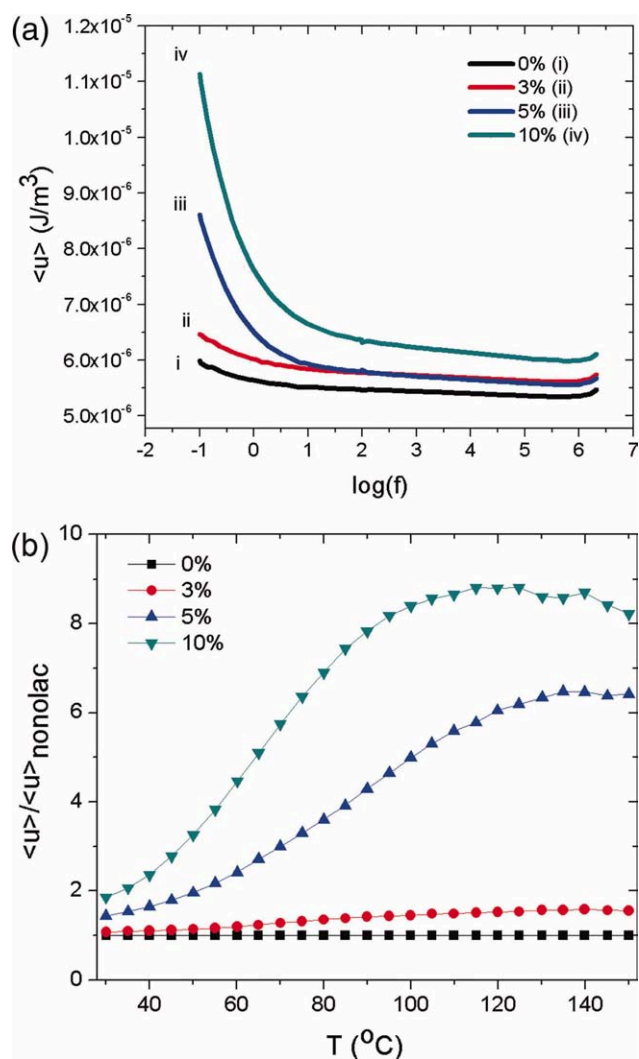 (a)
1.2x10⁻⁵
1.1x10⁻⁵
1.0x10⁻⁵
9.0x10⁻⁶
8.0x10⁻⁶
7.0x10⁻⁶
6.0x10⁻⁶
5.0x10⁻⁶
<u> (J/m³)
iv
iii
ii
i
0% (i)
3% (ii)
5% (iii)
10% (iv)
-2 -1 0 1 2 3 4 5 6 7
log(f)
(b)
10
8
6
4
2
0
<u>/<u>nonolac
0%
3%
5%
10%
40 60 80 100 120 140
T (⁰C)